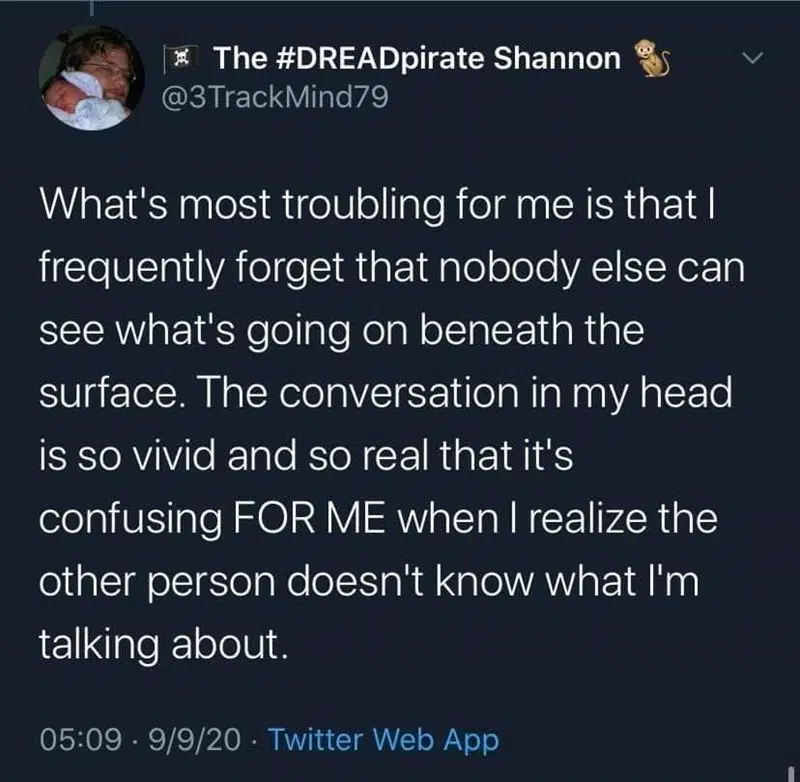 🏴‍☠️ The #DREADpirate Shannon 🐒
@3TrackMind79
What's most troubling for me is that I
frequently forget that nobody else can
see what's going on beneath the
surface. The conversation in my head
is so vivid and so real that it's
confusing FOR ME when I realize the
other person doesn't know what I'm
talking about.
05:09 · 9/9/20 · Twitter Web App